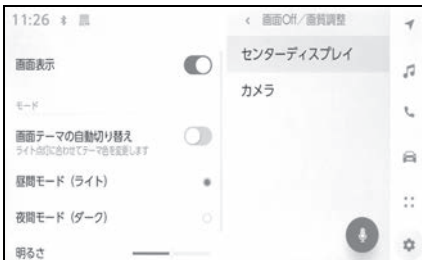 11:26
画面表示
モード
画面テーマの自動切り替え
ライト点灯に合わせてテーマ色を変更します
昼間モード（ライト）
夜間モード（ダーク）
明るさ
< 画面Off／画質調整
センターディスプレイ
カメラ